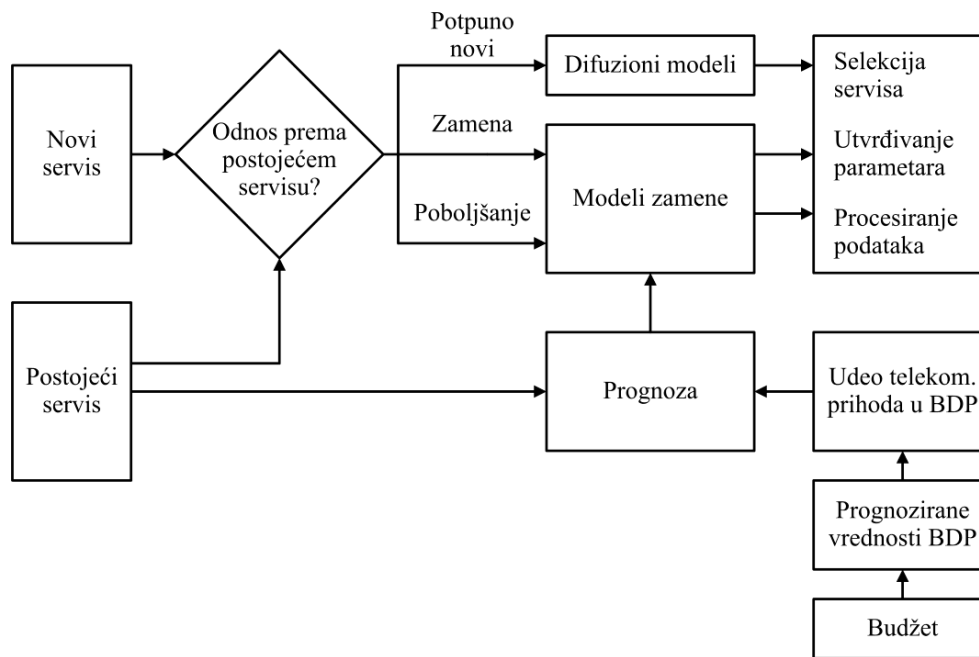 Potpuno
novi
Difuzioni modeli
Selekcija
servisa
Novi
servis
Odnos prema
postojećem
servisu?
Zamena
Modeli zamene
Utvrđivanje
parametara
Poboljšanje
Procesiranje
podataka
Postojeći
servis
Prognoza
Udeo telekom.
prihoda u BDP
Prognozirane
vrednosti BDP
Budžet